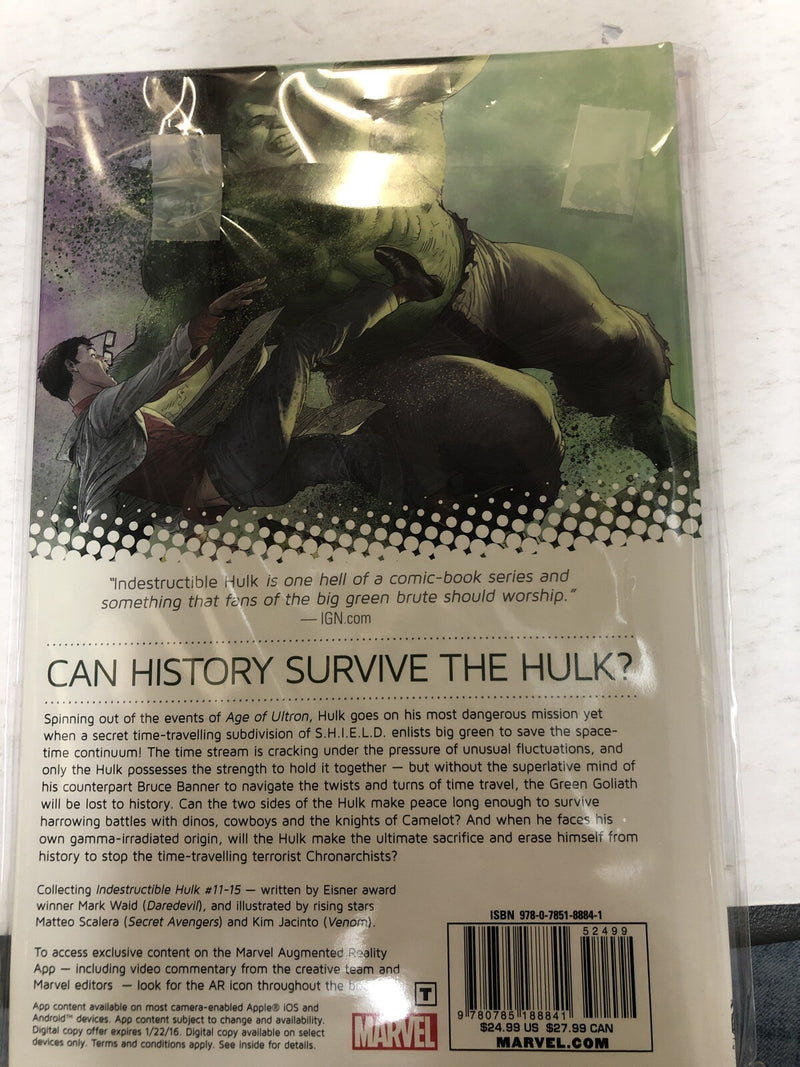 "Indestructible Hulk is one hell of a comic-book series and
something that fans of the big green brute should worship."
— IGN.com
CAN HISTORY SURVIVE THE HULK?
Spinning out of the events of Age of Ultron, Hulk goes on his most dangerous mission yet
when a secret time-travelling subdivision of S.H.I.E.L.D. enlists big green to save the space-
time continuum! The time stream is cracking under the pressure of unusual fluctuations, and
only the Hulk possesses the strength to hold it together — but without the superlative mind of
his counterpart Bruce Banner to navigate the twists and turns of time travel, the Green Goliath
will be lost to history. Can the two sides of the Hulk make peace long enough to survive
harrowing battles with dinos, cowboys and the knights of Camelot? And when he faces his
own gamma-irradiated origin, will the Hulk make the ultimate sacrifice and erase himself from
history to stop the time-travelling terrorist Chronarchists?
Collecting Indestructible Hulk #11-15 — written by Eisner award
winner Mark Waid (Daredevil), and illustrated by rising stars
Matteo Scalera (Secret Avengers) and Kim Jacinto (Venom).
To access exclusive content on the Marvel Augmented Reality
App — including video commentary from the creative team and
Marvel editors — look for the AR icon throughout the
App content available on most camera-enabled Apple® iOS and
Android™ devices. App content subject to change and availability.
Digital copy offer expires 1/22/16. Digital copy available on select
devices only. Terms and conditions apply. See inside for details.
T
MARVEL
ISBN 978-0-7851-8884-1
52499
9 780785 188841
$24.99 US $27.99 CAN
MARVEL.COM